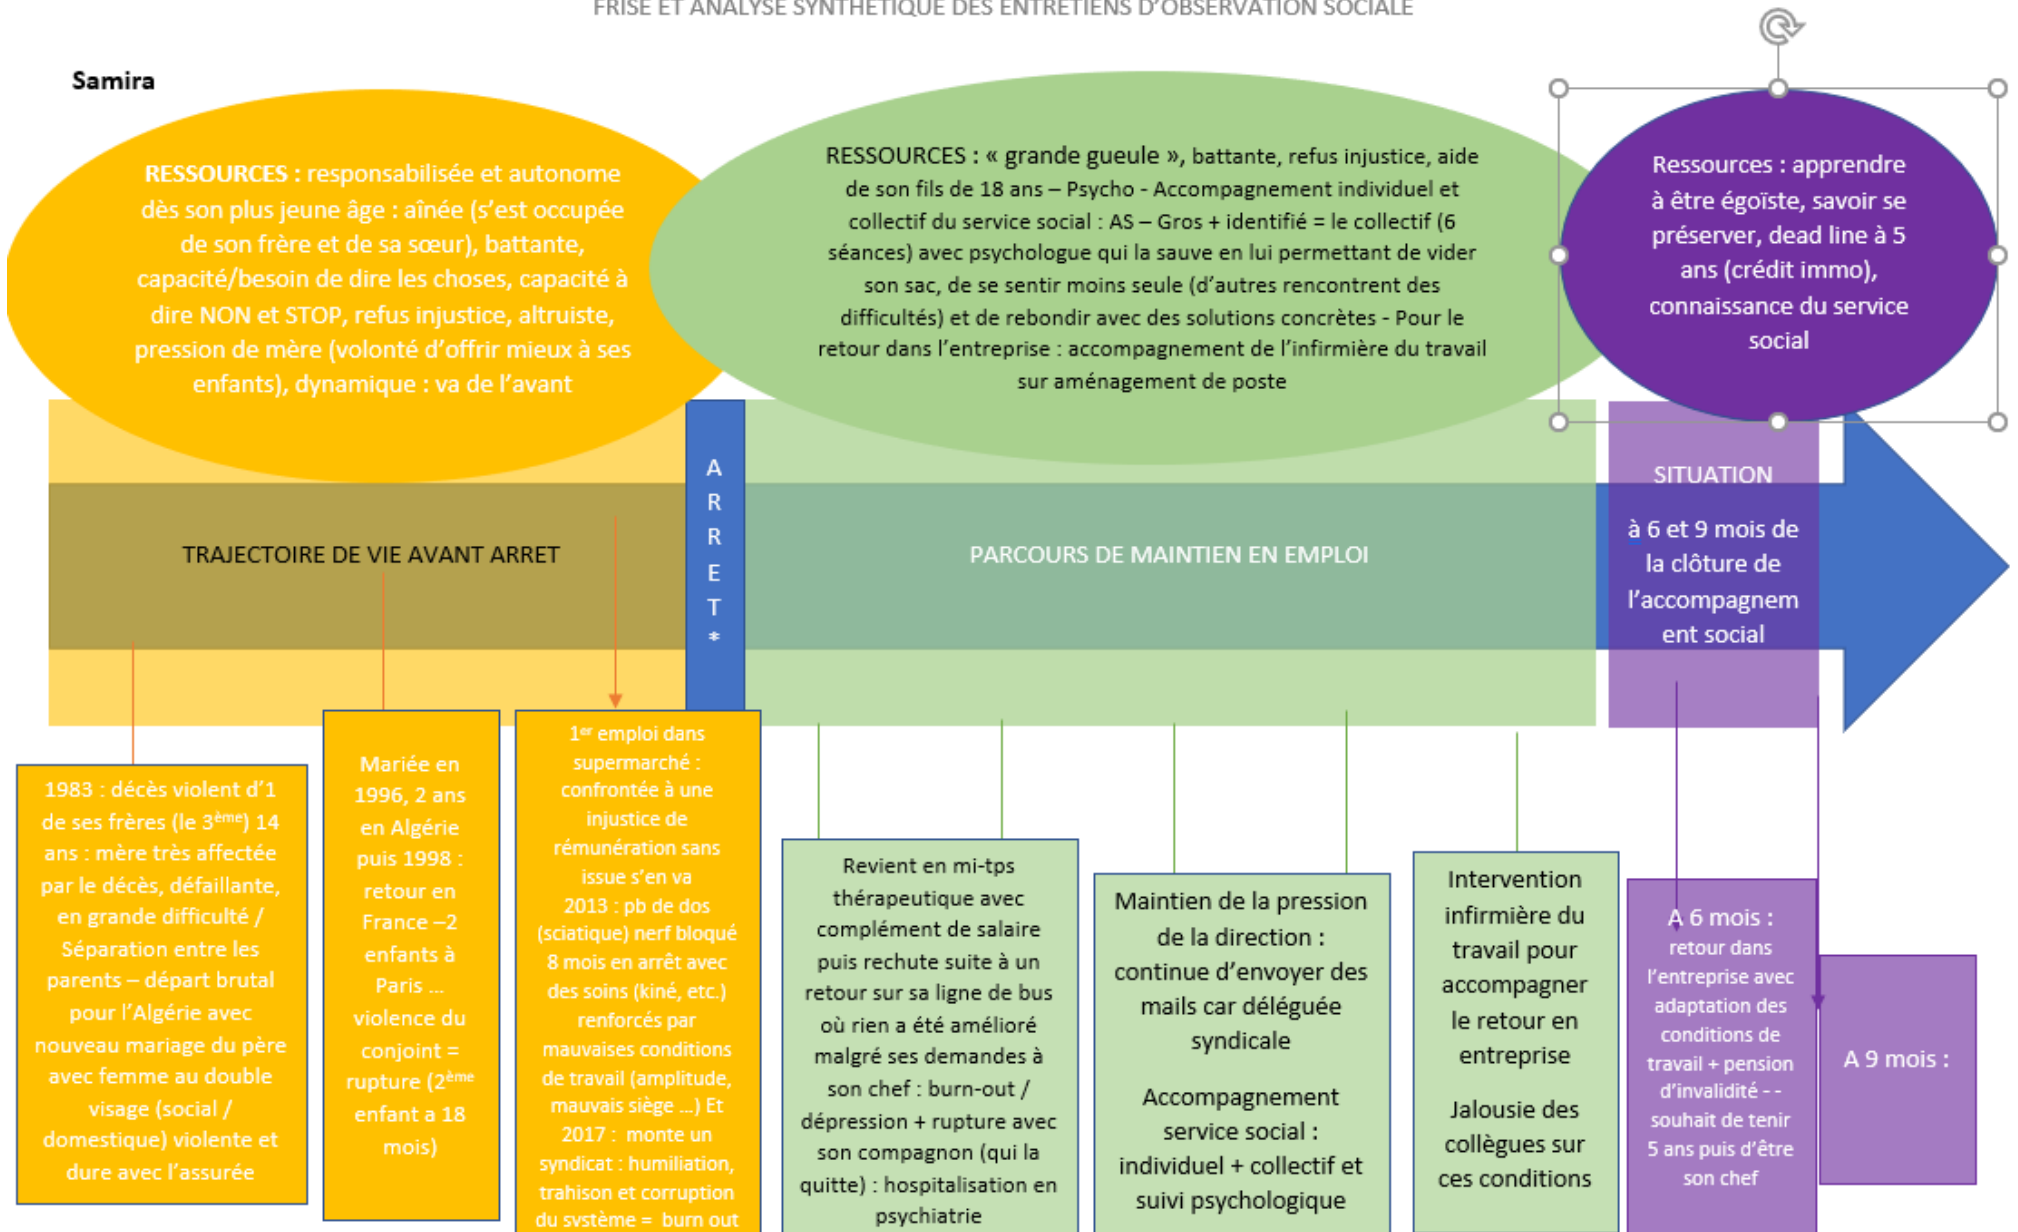 FRISE ET ANALYSE SYNTHETIQUE DES ENTRETIENS D'OBSERVATION SOCIALE
Samira
RESSOURCES : responsabilisée et autonome
dès son plus jeune âge : aînée (s'est occupée
de son frère et de sa sœur), battante,
capacité/besoin de dire les choses, capacité à
dire NON et STOP, refus injustice, altruiste,
pression de mère (volonté d'offrir mieux à ses
enfants), dynamique : va de l'avant
RESSOURCES : « grande gueule », battante, refus injustice, aide
de son fils de 18 ans – Psycho - Accompagnement individuel et
collectif du service social : AS – Gros + identifié = le collectif (6
séances) avec psychologue qui la sauve en lui permettant de vider
son sac, de se sentir moins seule (d'autres rencontrent des
difficultés) et de rebondir avec des solutions concrètes - Pour le
retour dans l'entreprise : accompagnement de l'infirmière du travail
sur aménagement de poste
Ressources : apprendre
à être égoïste, savoir se
préserver, dead line à 5
ans (crédit immo),
connaissance du service
social
TRAJECTOIRE DE VIE AVANT ARRET
A
R
R
E
T
*
PARCOURS DE MAINTIEN EN EMPLOI
SITUATION
à 6 et 9 mois de
la clôture de
l'accompagnem
ent social
1983 : décès violent d'1
de ses frères (le 3ème) 14
ans : mère très affectée
par le décès, défaillante,
en grande difficulté /
Séparation entre les
parents – départ brutal
pour l'Algérie avec
nouveau mariage du père
avec femme au double
visage (social /
domestique) violente et
dure avec l'assurée
Mariée en
1996, 2 ans
en Algérie
puis 1998 :
retour en
France –2
enfants à
Paris ...
violence du
conjoint =
rupture (2ème
enfant a 18
mois)
1er emploi dans
supermarché :
confrontée à une
injustice de
rémunération sans
issue s'en va
2013 : pb de dos
(sciatique) nerf bloqué
8 mois en arrêt avec
des soins (kiné, etc.)
renforcés par
mauvaises conditions
de travail (amplitude,
mauvais siège ...) Et
2017 : monte un
syndicat : humiliation,
trahison et corruption
du système = burn out
Revient en mi-tps
thérapeutique avec
complément de salaire
puis rechute suite à un
retour sur sa ligne de bus
où rien a été amélioré
malgré ses demandes à
son chef : burn-out /
dépression + rupture avec
son compagnon (qui la
quitte) : hospitalisation en
psychiatrie
Maintien de la pression
de la direction :
continue d'envoyer des
mails car déléguée
syndicale
Accompagnement
service social :
individuel + collectif et
suivi psychologique
Intervention
infirmière du
travail pour
accompagner
le retour en
entreprise
Jalousie des
collègues sur
ces conditions
A 6 mois :
retour dans
l'entreprise avec
adaptation des
conditions de
travail + pension
d'invalidité - -
souhait de tenir
5 ans puis d'être
son chef
A 9 mois :